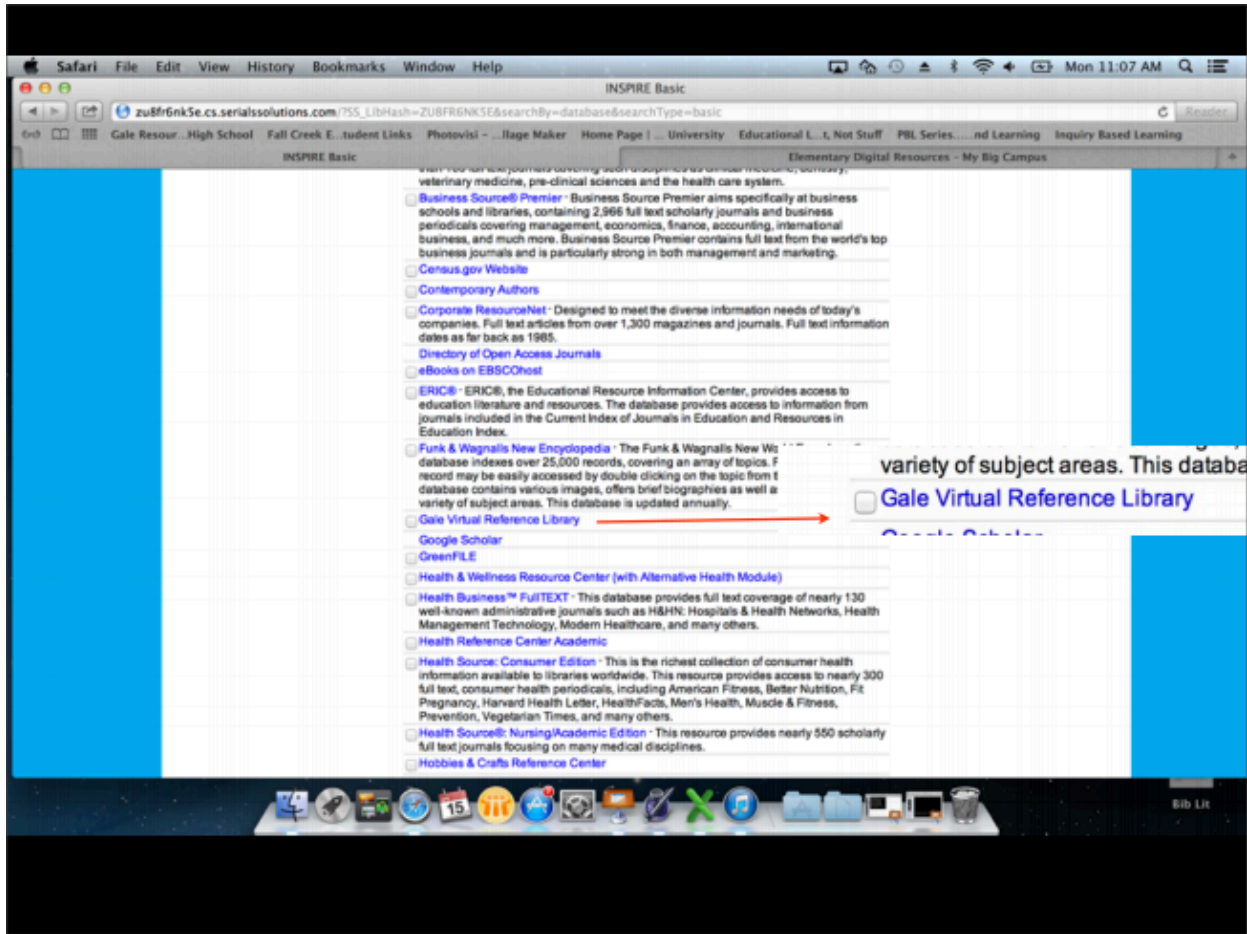 Safari File Edit View History Bookmarks Window Help Mon 11:07 AM
INSPIRE Basic
zu8fr6nk5e.cs.serialssolutions.com/?SS_LibHash=ZU8FR6NK5E&searchBy=database&searchType=basic Reader
Gale Resour...High School Fall Creek E...tudent Links Photovisi – ...llage Maker Home Page | ... University Educational L...t, Not Stuff PBL Series......nd Learning Inquiry Based Learning
INSPIRE Basic Elementary Digital Resources – My Big Campus
veterinary medicine, pre-clinical sciences and the health care system.
Business Source® Premier - Business Source Premier aims specifically at business
schools and libraries, containing 2,966 full text scholarly journals and business
periodicals covering management, economics, finance, accounting, international
business, and much more. Business Source Premier contains full text from the world's top
business journals and is particularly strong in both management and marketing.
Census.gov Website
Contemporary Authors
Corporate ResourceNet - Designed to meet the diverse information needs of today's
companies. Full text articles from over 1,300 magazines and journals. Full text information
dates as far back as 1985.
Directory of Open Access Journals
eBooks on EBSCOhost
ERIC® - ERIC®, the Educational Resource Information Center, provides access to
education literature and resources. The database provides access to information from
journals included in the Current Index of Journals in Education and Resources in
Education Index.
Funk & Wagnalls New Encyclopedia - The Funk & Wagnalls New
database indexes over 25,000 records, covering an array of topics.
record may be easily accessed by double clicking on the topic from
database contains various images, offers brief biographies as well
variety of subject areas. This database is updated annually.
Gale Virtual Reference Library
variety of subject areas. This databa
Gale Virtual Reference Library
Google Scholar
Google Scholar
GreenFILE
Health & Wellness Resource Center (with Alternative Health Module)
Health Business™ FullTEXT - This database provides full text coverage of nearly 130
well-known administrative journals such as H&HN: Hospitals & Health Networks, Health
Management Technology, Modern Healthcare, and many others.
Health Reference Center Academic
Health Source: Consumer Edition - This is the richest collection of consumer health
information available to libraries worldwide. This resource provides access to nearly 300
full text, consumer health periodicals, including American Fitness, Better Nutrition, Fit
Pregnancy, Harvard Health Letter, HealthFacts, Men's Health, Muscle & Fitness,
Prevention, Vegetarian Times, and many others.
Health Source®: Nursing/Academic Edition - This resource provides nearly 550 scholarly
full text journals focusing on many medical disciplines.
Hobbies & Crafts Reference Center
15
Bib Lit